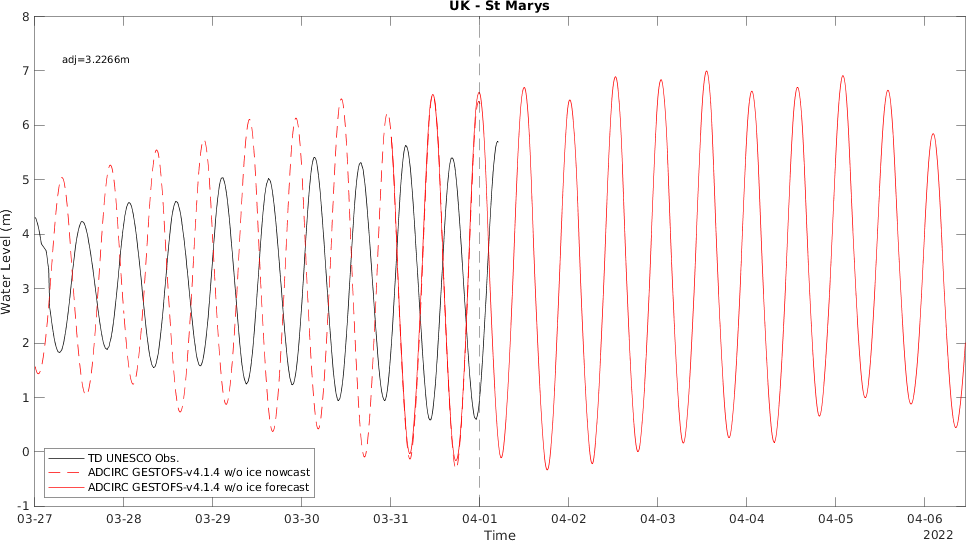 UK - St Marys
8
adj=3.2266m
7
6
5
4
3
2
1
0
-1
Water Level (m)
TD UNESCO Obs.
ADCIRC GESTOFS-v4.1.4 w/o ice nowcast
ADCIRC GESTOFS-v4.1.4 w/o ice forecast
03-27 03-28 03-29 03-30 03-31 04-01 04-02 04-03 04-04 04-05 04-06
Time
2022